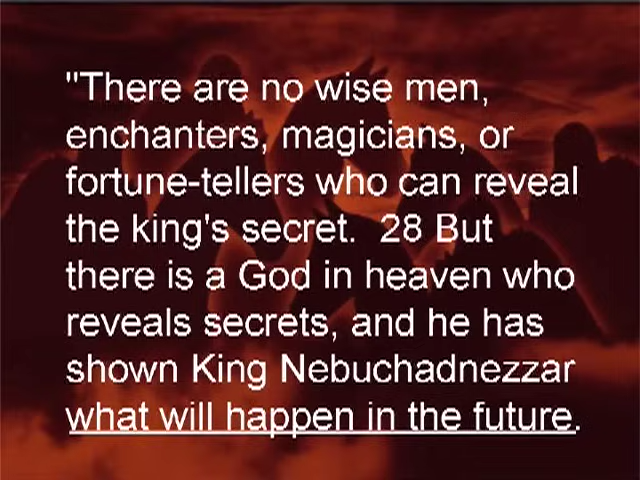 "There are no wise men,
enchanters, magicians, or
fortune-tellers who can reveal
the king's secret.  28 But
there is a God in heaven who
reveals secrets, and he has
shown King Nebuchadnezzar
what will happen in the future.